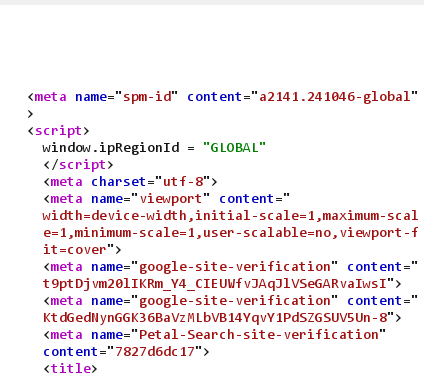 <meta name="spm-id" content="a2141.241046-global"
>
<script>
window.ipRegionId = "GLOBAL"
</script>
<meta charset="utf-8">
<meta name="viewport" content="
width=device-width,initial-scale=1,maximum-scal
e=1,minimum-scale=1,user-scalable=no,viewport-f
it=cover">
<meta name="google-site-verification" content="
t9ptDjvm20lIKRm_Y4_CIEUWfvJAqJlVSeGARvaIwsI">
<meta name="google-site-verification" content="
KtdGedNynGGK36BaVzMLbVB14YqvY1PdSZGSUV5Un-8">
<meta name="Petal-Search-site-verification"
content="7827d6dc17">
<title>